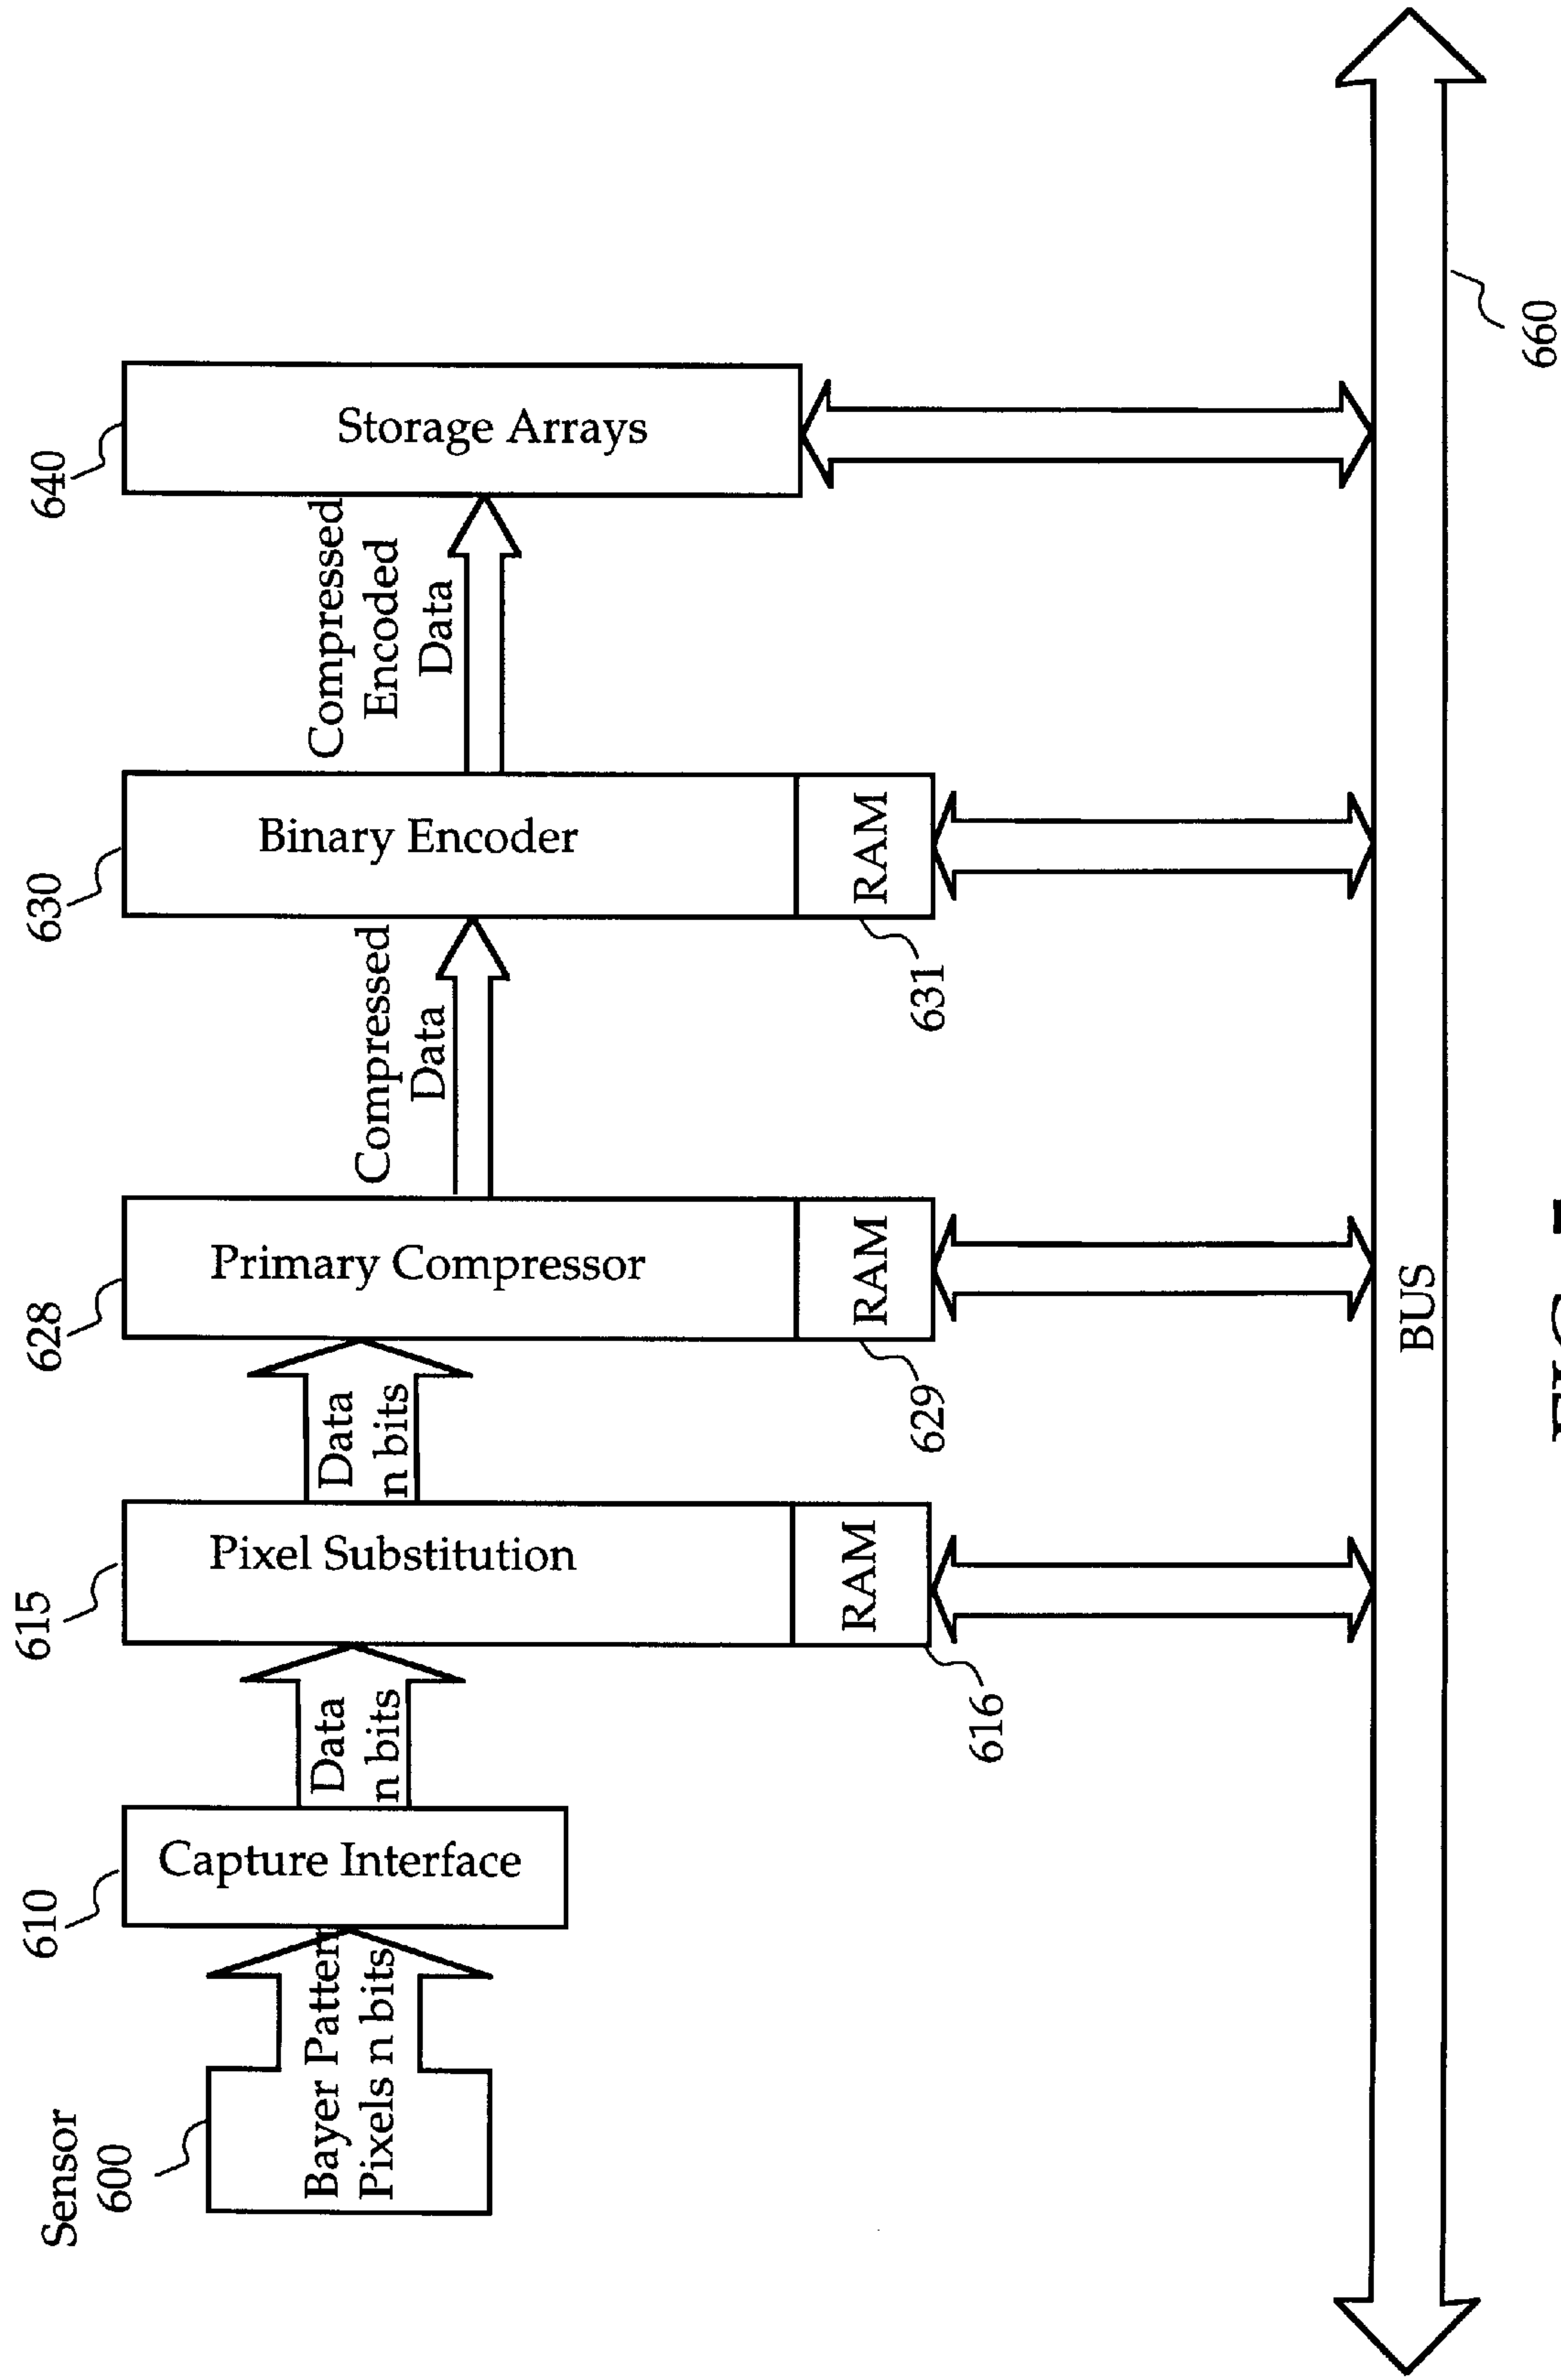 Sensor
600
Bayer Pattern
Pixels n bits
610
Capture Interface
Data
n bits
615
Pixel Substitution
RAM
616
Data
n bits
628
Primary Compressor
RAM
629
Compressed
Data
630
Binary Encoder
RAM
631
Compressed
Encoded
Data
640
Storage Arrays
BUS
660